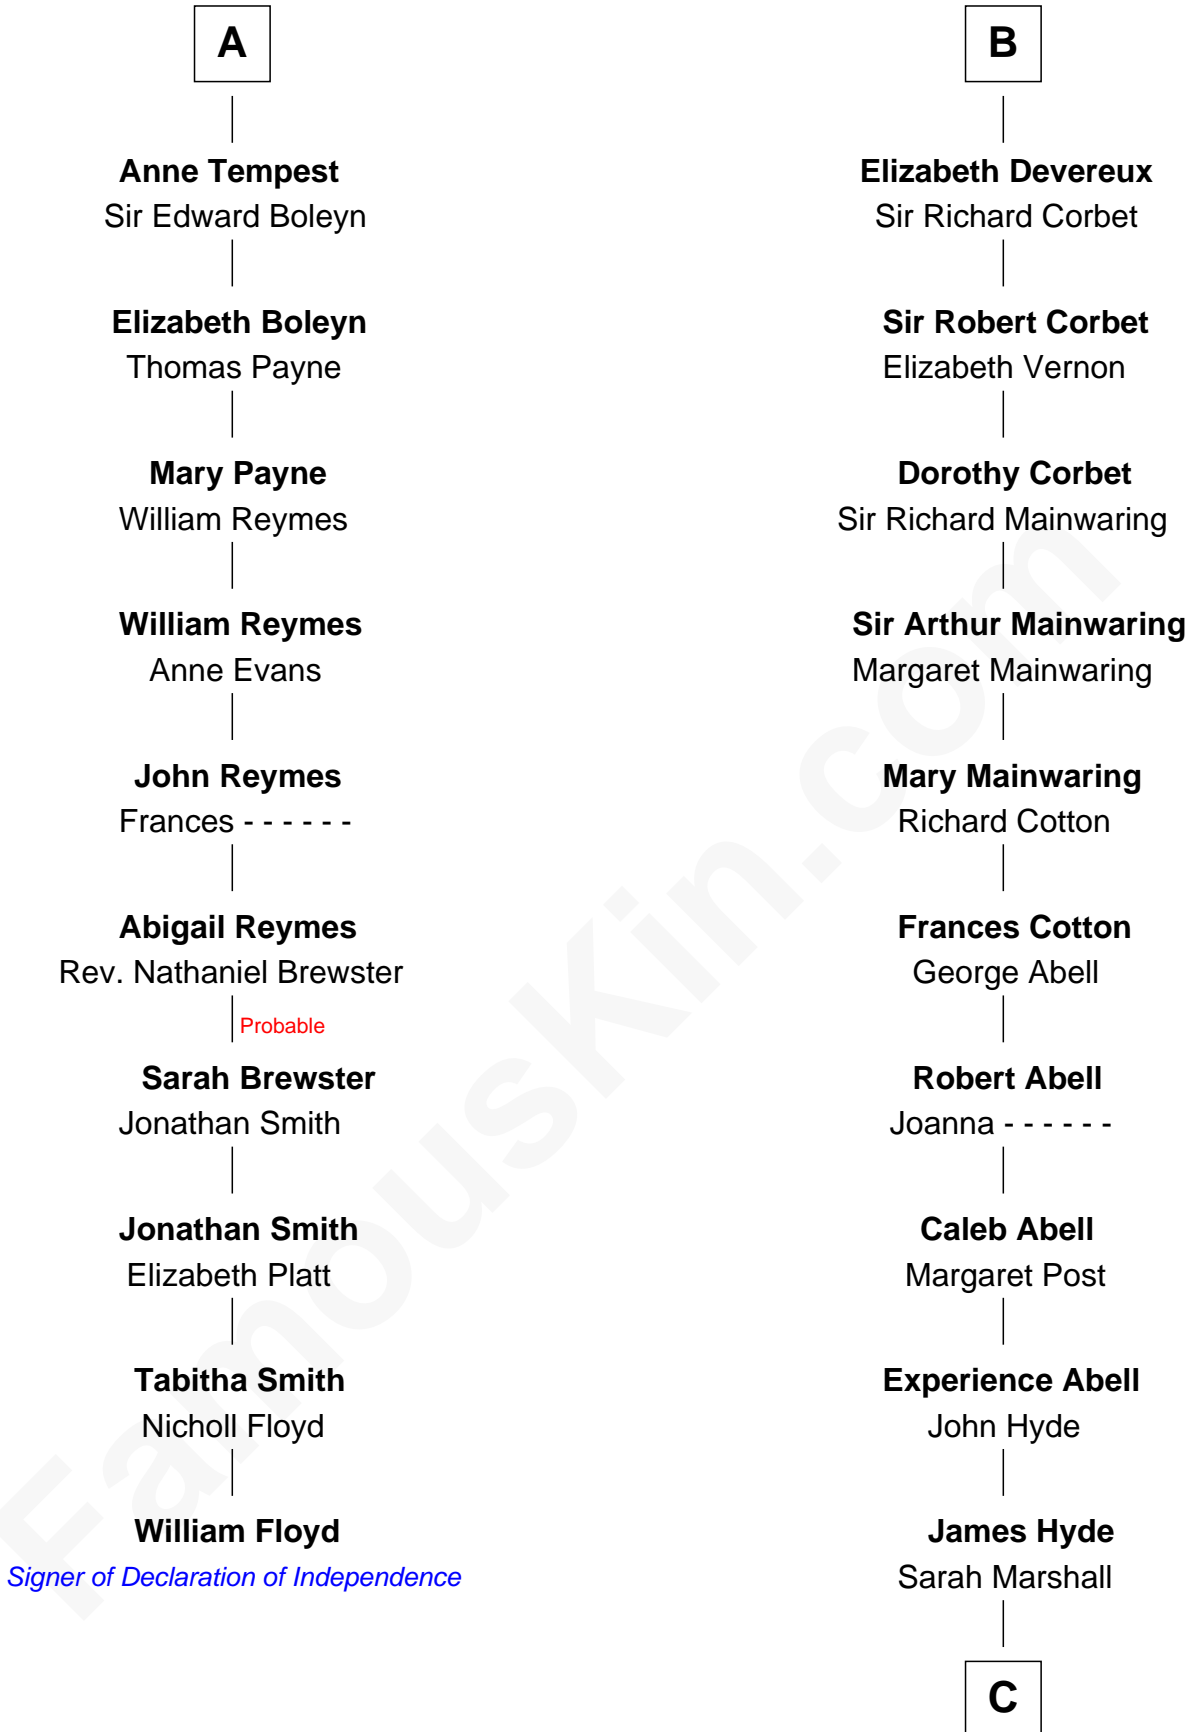 A
Anne Tempest
Sir Edward Boleyn
Elizabeth Boleyn
Thomas Payne
Mary Payne
William Reymes
William Reymes
Anne Evans
John Reymes
Frances - - - - - -
Abigail Reymes
Rev. Nathaniel Brewster
Probable
Sarah Brewster
Jonathan Smith
Jonathan Smith
Elizabeth Platt
Tabitha Smith
Nicholl Floyd
William Floyd
Signer of Declaration of Independence
B
Elizabeth Devereux
Sir Richard Corbet
Sir Robert Corbet
Elizabeth Vernon
Dorothy Corbet
Sir Richard Mainwaring
Sir Arthur Mainwaring
Margaret Mainwaring
Mary Mainwaring
Richard Cotton
Frances Cotton
George Abell
Robert Abell
Joanna - - - - - -
Caleb Abell
Margaret Post
Experience Abell
John Hyde
James Hyde
Sarah Marshall
C
FamousKin.com